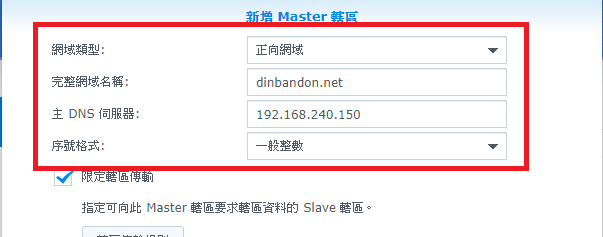 新增 Master 轄區
網域類型: 正向網域
完整網域名稱: dinbandon.net
主 DNS 伺服器: 192.168.240.150
序號格式: 一般整數
限定轄區傳輸
指定可向此 Master 轄區要求轄區資料的 Slave 轄區。